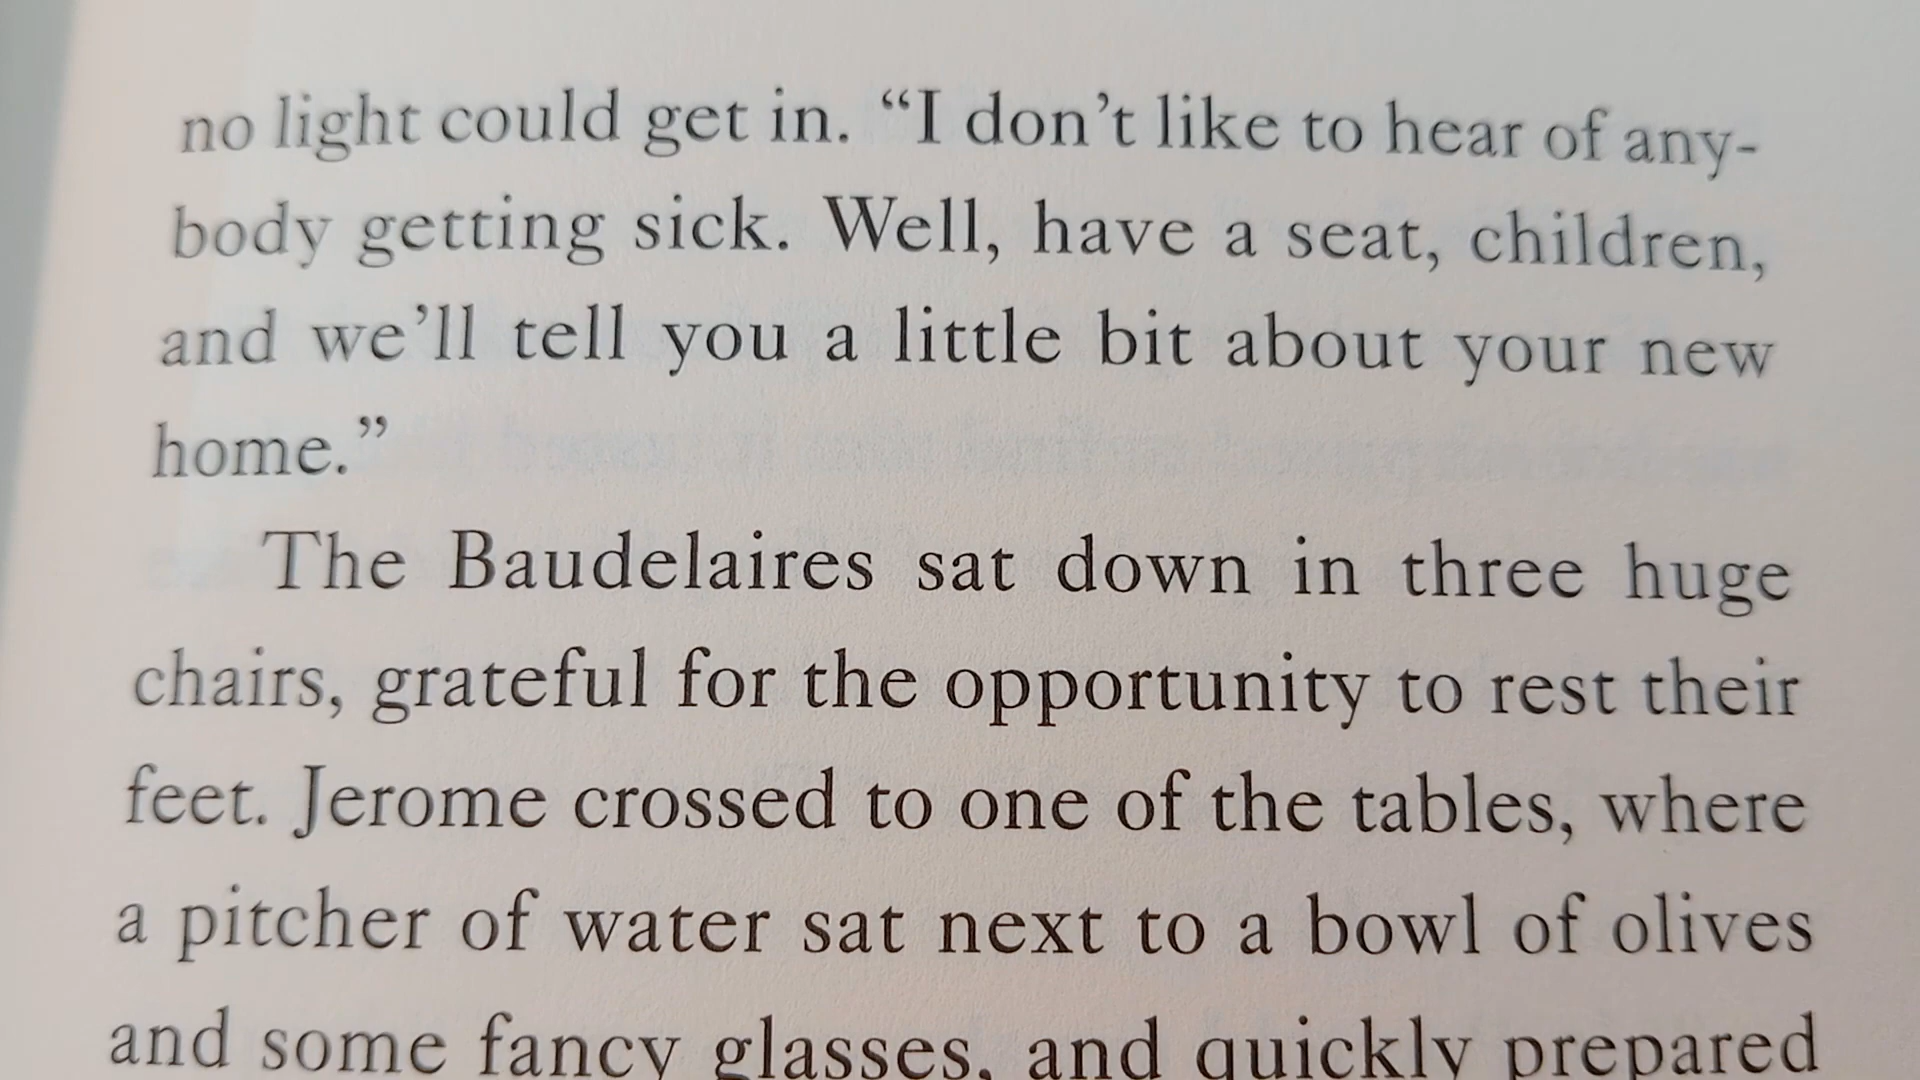 no light could get in. “I don’t like to hear of any-
body getting sick. Well, have a seat, children,
and we’ll tell you a little bit about your new
home.”
The Baudelaires sat down in three huge
chairs, grateful for the opportunity to rest their
feet. Jerome crossed to one of the tables, where
a pitcher of water sat next to a bowl of olives
and some fancy glasses, and quickly prepared